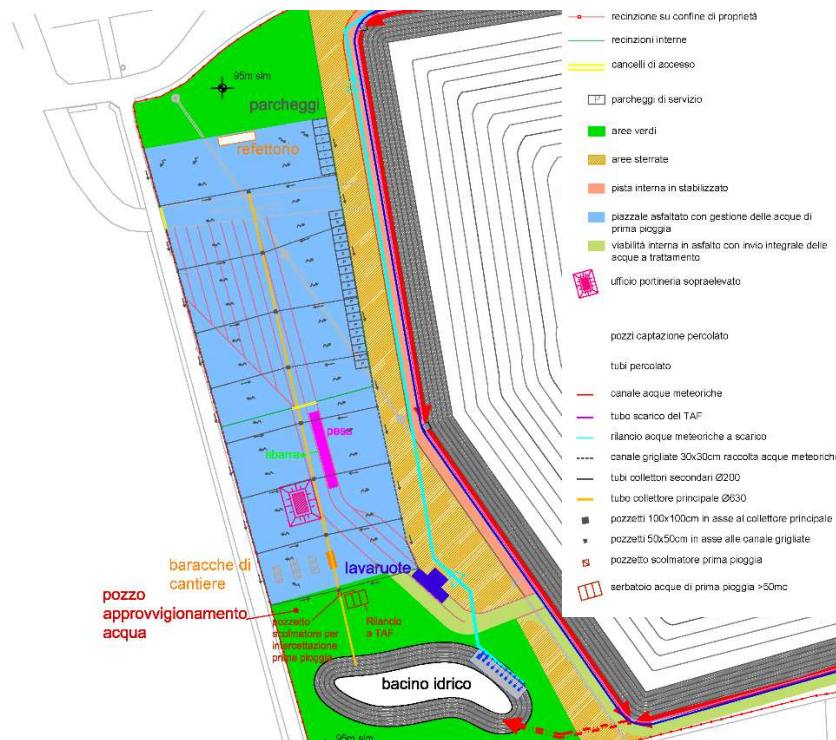 recinzione su confine di proprietà
recinzioni interne
cancelli di accesso
P
parcheggi di servizio
aree verdi
aree sterrate
pista interna in stabilizzato
piazzale asfaltato con gestione delle acque di
prima pioggia
viabilità interna in asfalto con invio integrale delle
acque a trattamento
ufficio portineria sopraelevato
pozzi captazione percolato
tubi percolato
canale acque meteoriche
tubo scarico del TAF
rilancio acque meteoriche a scarico
canale grigliate 30x30cm raccolta acque meteoriche
tubi collettori secondari Ø200
tubo collettore principale Ø630
pozzetti 100x100cm in asse al collettore principale
pozzetti 50x50cm in asse alle canale grigliate
pozzetto scolmatore prima pioggia
serbatoio acque di prima pioggia >50mc
95m slm
parcheggi
refettorio
pesa
sbarra
baracche di
cantiere
lavaruote
pozzo
approvvigionamento
acqua
pozzetto
scolmatore per
intercettazione
prima pioggia
Rilancio
a TAF
bacino idrico
95m slm